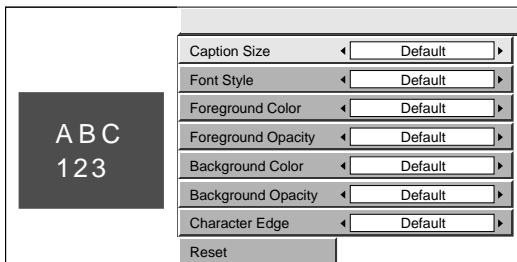 ABC
123
Caption Size Default
Font Style Default
Foreground Color Default
Foreground Opacity Default
Background Color Default
Background Opacity Default
Character Edge Default
Reset